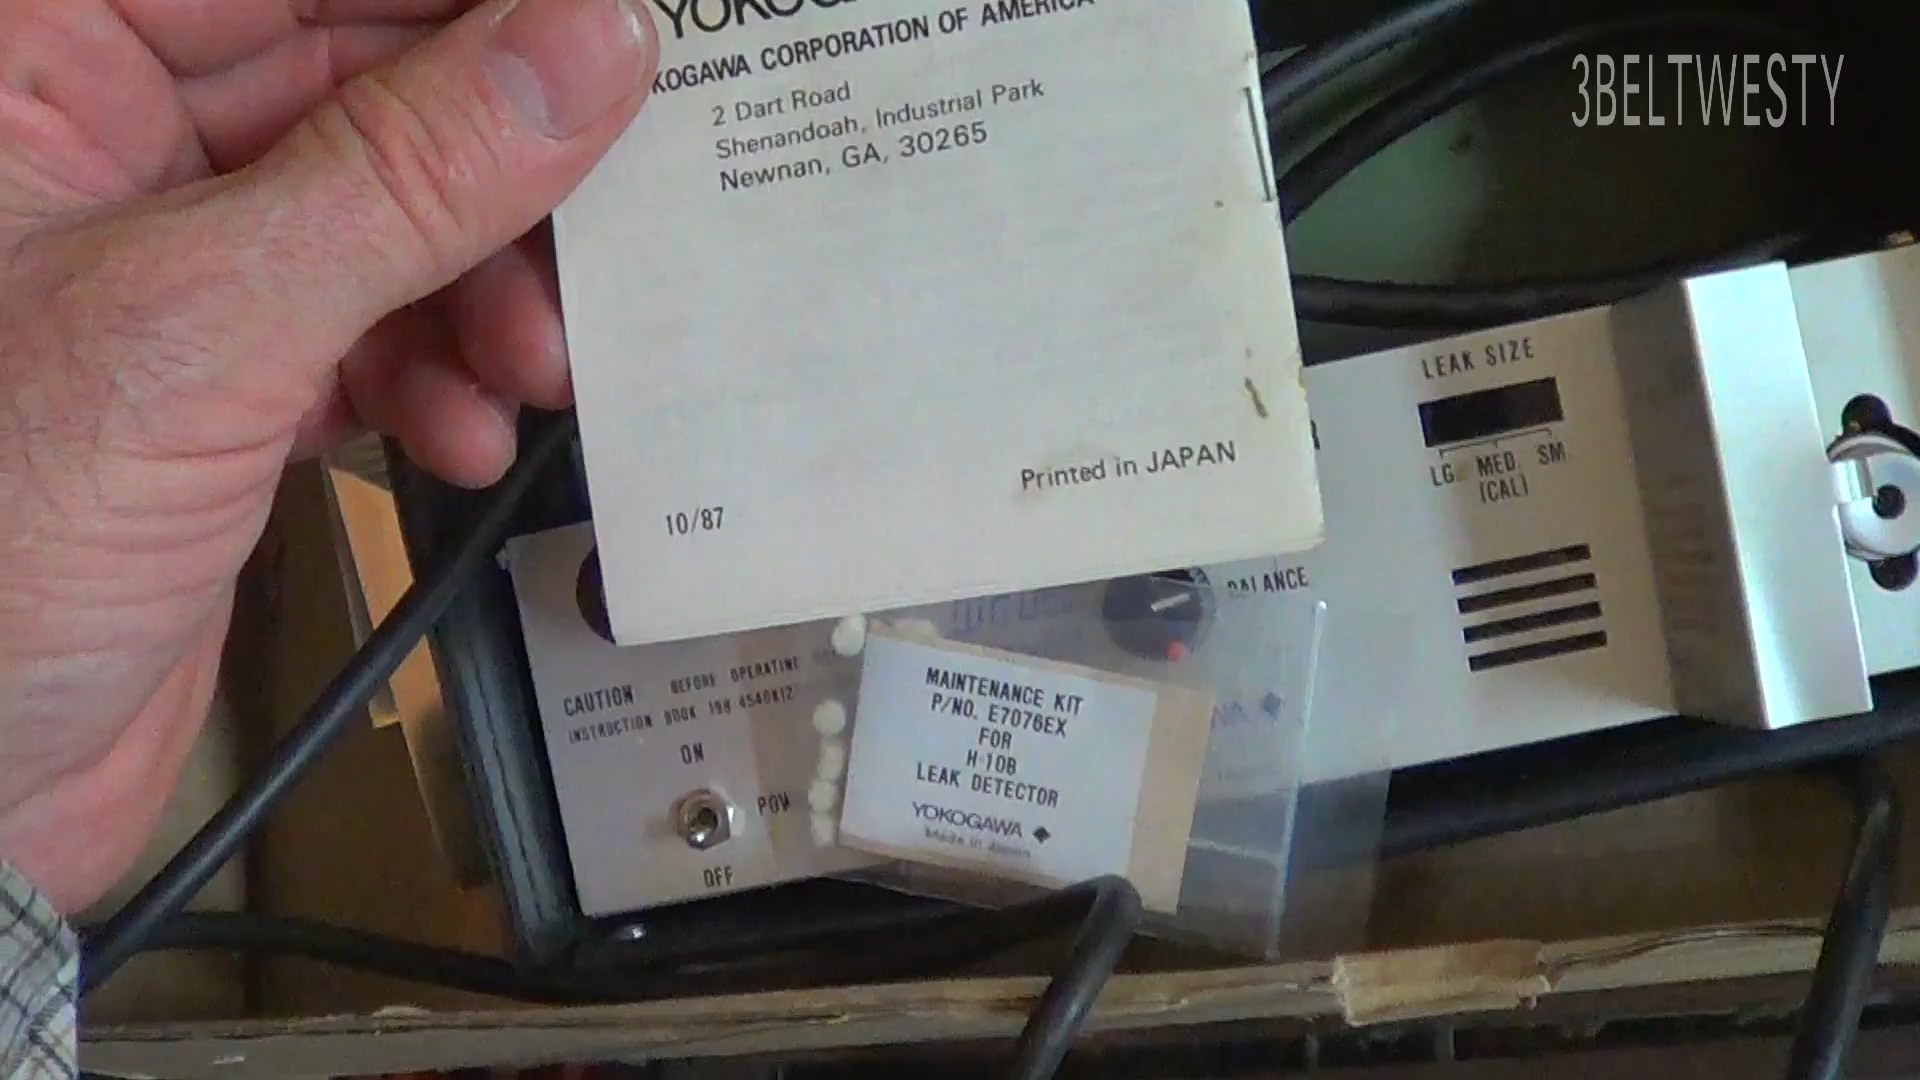 3BELTWESTY
YOKOGAWA CORPORATION OF AMERICA
2 Dart Road
Shenandoah, Industrial Park
Newnan, GA, 30265
Printed in JAPAN
10/87
LEAK SIZE
LG. MED. SM
(CAL)
BALANCE
CAUTION BEFORE OPERATING
INSTRUCTION BOOK
ON
OFF
MAINTENANCE KIT
P/NO. E7076EX
FOR
H-10B
LEAK DETECTOR
YOKOGAWA
Made in Japan